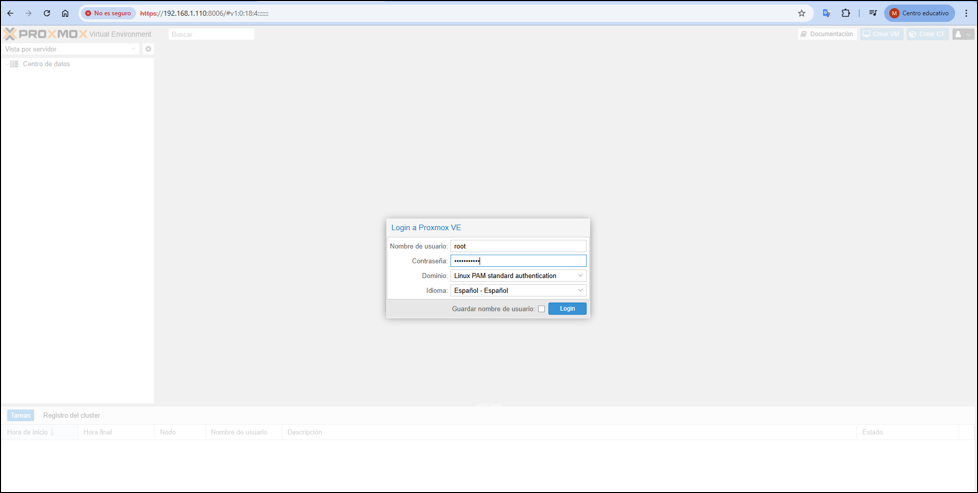 No es seguro https://192.168.1.110:8006/#v1:0:18:4:::::: M Centro educativo
PROXMOX Virtual Environment Buscar Documentación Crear VM Crear CT
Vista por servidor
Centro de datos
Login a Proxmox VE
Nombre de usuario: root
Contraseña: •••••••••••
Dominio: Linux PAM standard authentication
Idioma: Español - Español
Guardar nombre de usuario: Login
Tareas Registro del cluster
Hora de inicio ↓ Hora final Nodo Nombre de usuario Descripción Estado